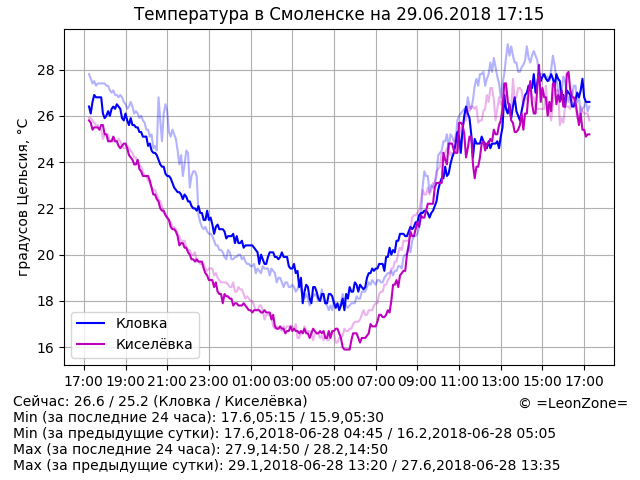 Температура в Смоленске на 29.06.2018 17:15
градусов Цельсия, °C
28
26
24
22
20
18
16
Кловка
Киселёвка
17:00 19:00 21:00 23:00 01:00 03:00 05:00 07:00 09:00 11:00 13:00 15:00 17:00
Сейчас: 26.6 / 25.2 (Кловка / Киселёвка)
© =LeonZone=
Min (за последние 24 часа): 17.6,05:15 / 15.9,05:30
Min (за предыдущие сутки): 17.6,2018-06-28 04:45 / 16.2,2018-06-28 05:05
Max (за последние 24 часа): 27.9,14:50 / 28.2,14:50
Max (за предыдущие сутки): 29.1,2018-06-28 13:20 / 27.6,2018-06-28 13:35